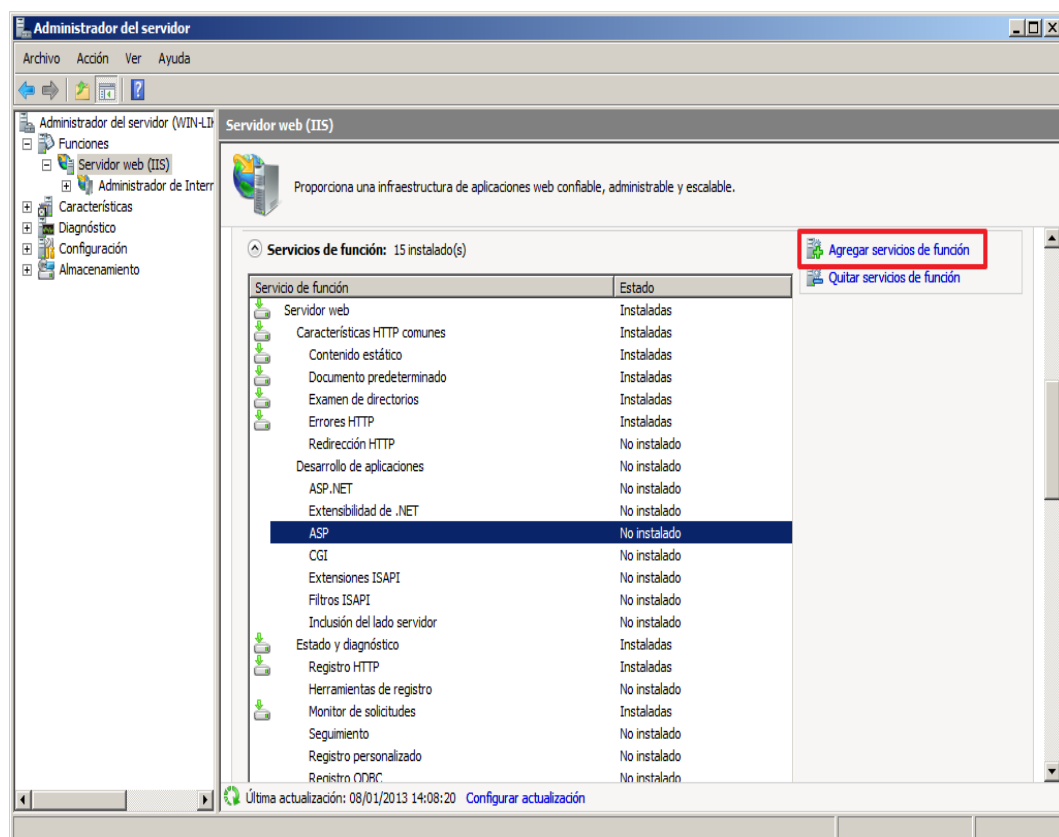 Administrador del servidor
Archivo Acción Ver Ayuda
Administrador del servidor (WIN-LIK
Funciones
Servidor web (IIS)
Administrador de Interr
Características
Diagnóstico
Configuración
Almacenamiento
Servidor web (IIS)
Proporciona una infraestructura de aplicaciones web confiable, administrable y escalable.
Servicios de función: 15 instalado(s)
Agregar servicios de función
Quitar servicios de función
Servicio de función Estado
Servidor web Instaladas
Características HTTP comunes Instaladas
Contenido estático Instaladas
Documento predeterminado Instaladas
Examen de directorios Instaladas
Errores HTTP Instaladas
Redirección HTTP No instalado
Desarrollo de aplicaciones No instalado
ASP.NET No instalado
Extensibilidad de .NET No instalado
ASP No instalado
CGI No instalado
Extensiones ISAPI No instalado
Filtros ISAPI No instalado
Inclusión del lado servidor No instalado
Estado y diagnóstico Instaladas
Registro HTTP Instaladas
Herramientas de registro No instalado
Monitor de solicitudes Instaladas
Seguimiento No instalado
Registro personalizado No instalado
Registro ODBC No instalado
Última actualización: 08/01/2013 14:08:20 Configurar actualización